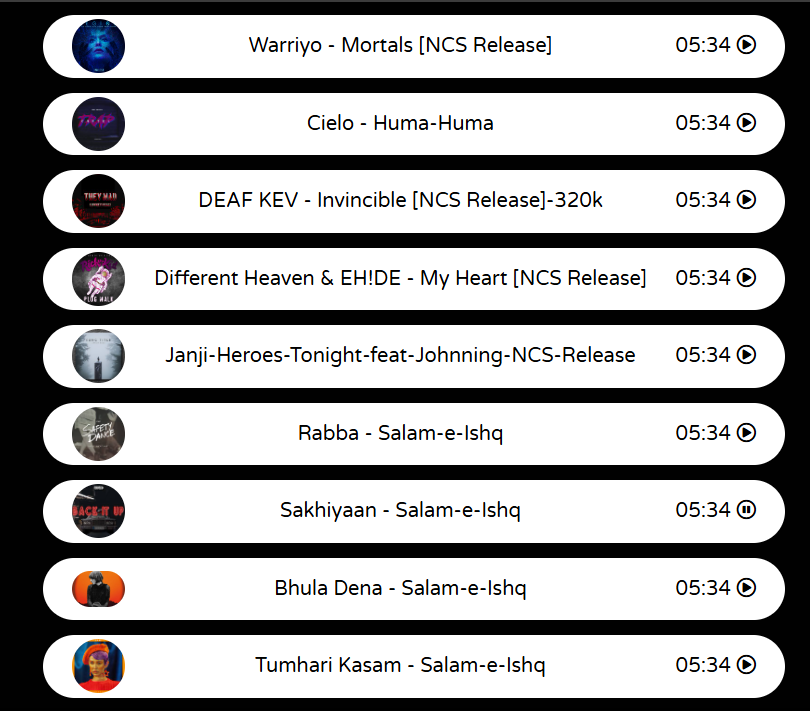 Warriyo - Mortals [NCS Release] 05:34
TRAP
Cielo - Huma-Huma 05:34
THEY MAD
DEAF KEV - Invincible [NCS Release]-320k 05:34
PLUG WALK
Different Heaven & EH!DE - My Heart [NCS Release] 05:34
Janji-Heroes-Tonight-feat-Johnning-NCS-Release 05:34
SAFETY
DANCE
Rabba - Salam-e-Ishq 05:34
BACK IT UP
Sakhiyaan - Salam-e-Ishq 05:34
Bhula Dena - Salam-e-Ishq 05:34
Tumhari Kasam - Salam-e-Ishq 05:34